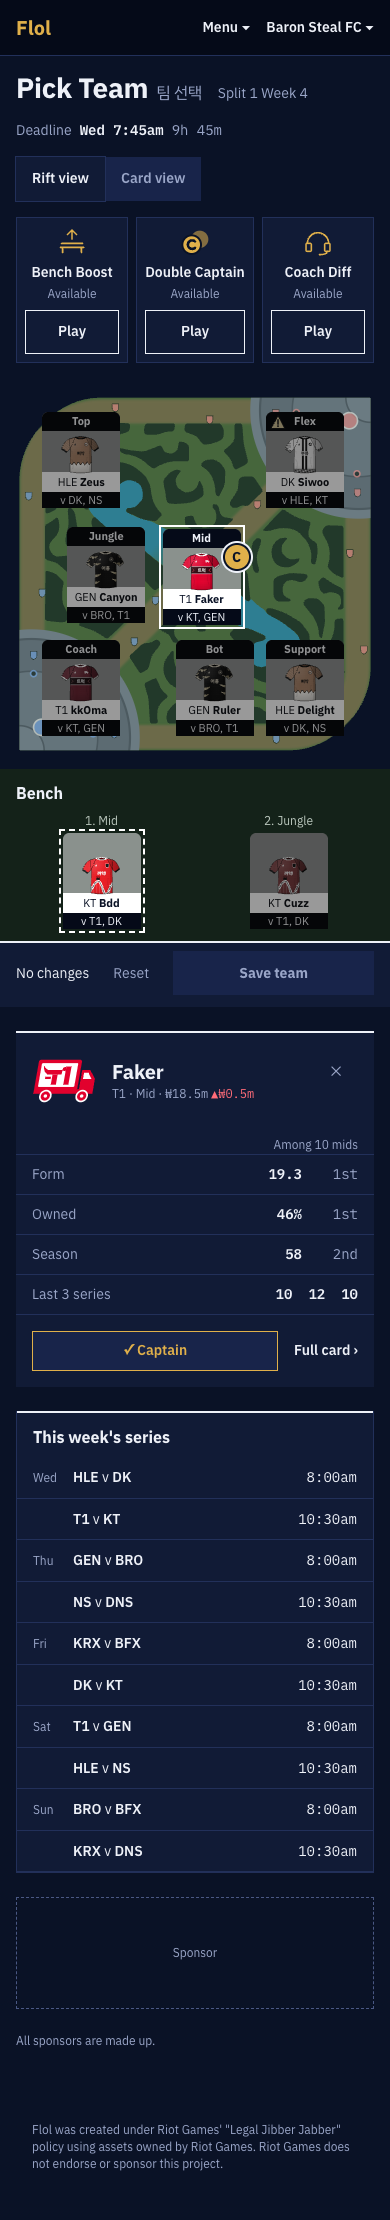 Flol
Menu
Baron Steal FC
Pick Team 팀 선택 Split 1 Week 4
Deadline Wed 7:45am 9h 45m
Rift view
Card view
Bench Boost
Available
Play
Double Captain
Available
Play
Coach Diff
Available
Play
Top
HLE Zeus
v DK, NS
Flex
DK Siwoo
v HLE, KT
Jungle
GEN Canyon
v BRO, T1
Mid
C
T1 Faker
v KT, GEN
Coach
T1 kkOma
v KT, GEN
Bot
GEN Ruler
v BRO, T1
Support
HLE Delight
v DK, NS
Bench
1. Mid
KT Bdd
v T1, DK
2. Jungle
KT Cuzz
v T1, DK
No changes
Reset
Save team
T1
Faker
T1 · Mid · ₩18.5m ▲₩0.5m
×
Among 10 mids
Form 19.3 1st
Owned 46% 1st
Season 58 2nd
Last 3 series 10 12 10
✓Captain
Full card ›
This week's series
Wed HLE v DK 8:00am
T1 v KT 10:30am
Thu GEN v BRO 8:00am
NS v DNS 10:30am
Fri KRX v BFX 8:00am
DK v KT 10:30am
Sat T1 v GEN 8:00am
HLE v NS 10:30am
Sun BRO v BFX 8:00am
KRX v DNS 10:30am
Sponsor
All sponsors are made up.
Flol was created under Riot Games' "Legal Jibber Jabber"
policy using assets owned by Riot Games. Riot Games does
not endorse or sponsor this project.